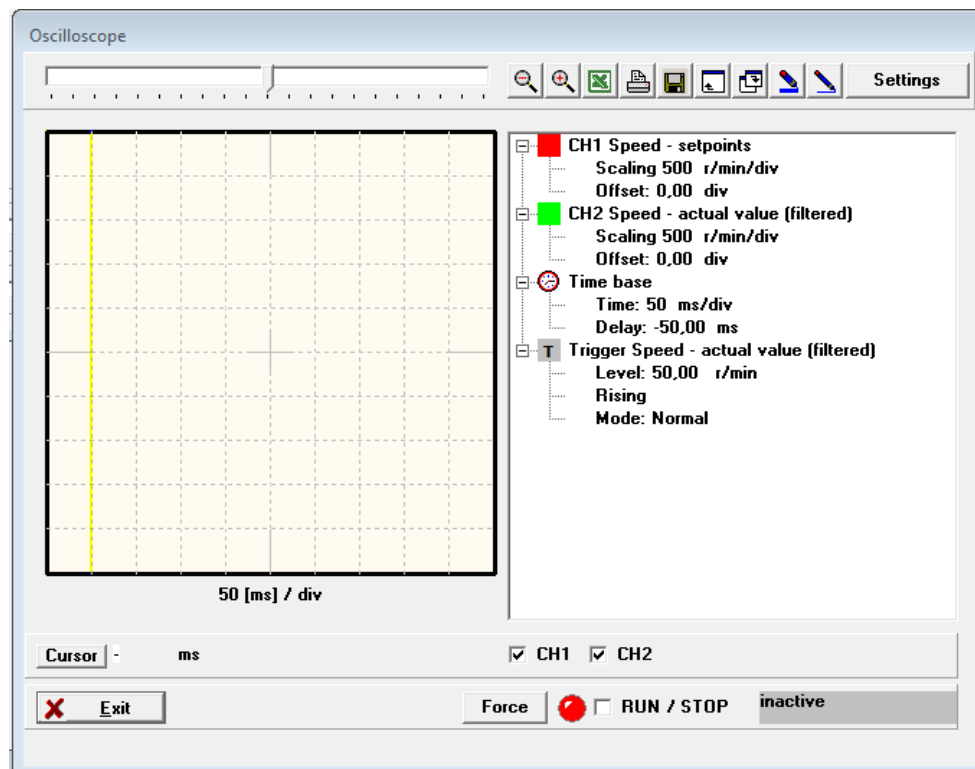 Oscilloscope
Settings
CH1 Speed - setpoints
Scaling 500 r/min/div
Offset: 0,00 div
CH2 Speed - actual value (filtered)
Scaling 500 r/min/div
Offset: 0,00 div
Time base
Time: 50 ms/div
Delay: -50,00 ms
T Trigger Speed - actual value (filtered)
Level: 50,00 r/min
Rising
Mode: Normal
50 [ms] / div
Cursor - ms
CH1 CH2
Exit
Force
RUN / STOP
inactive